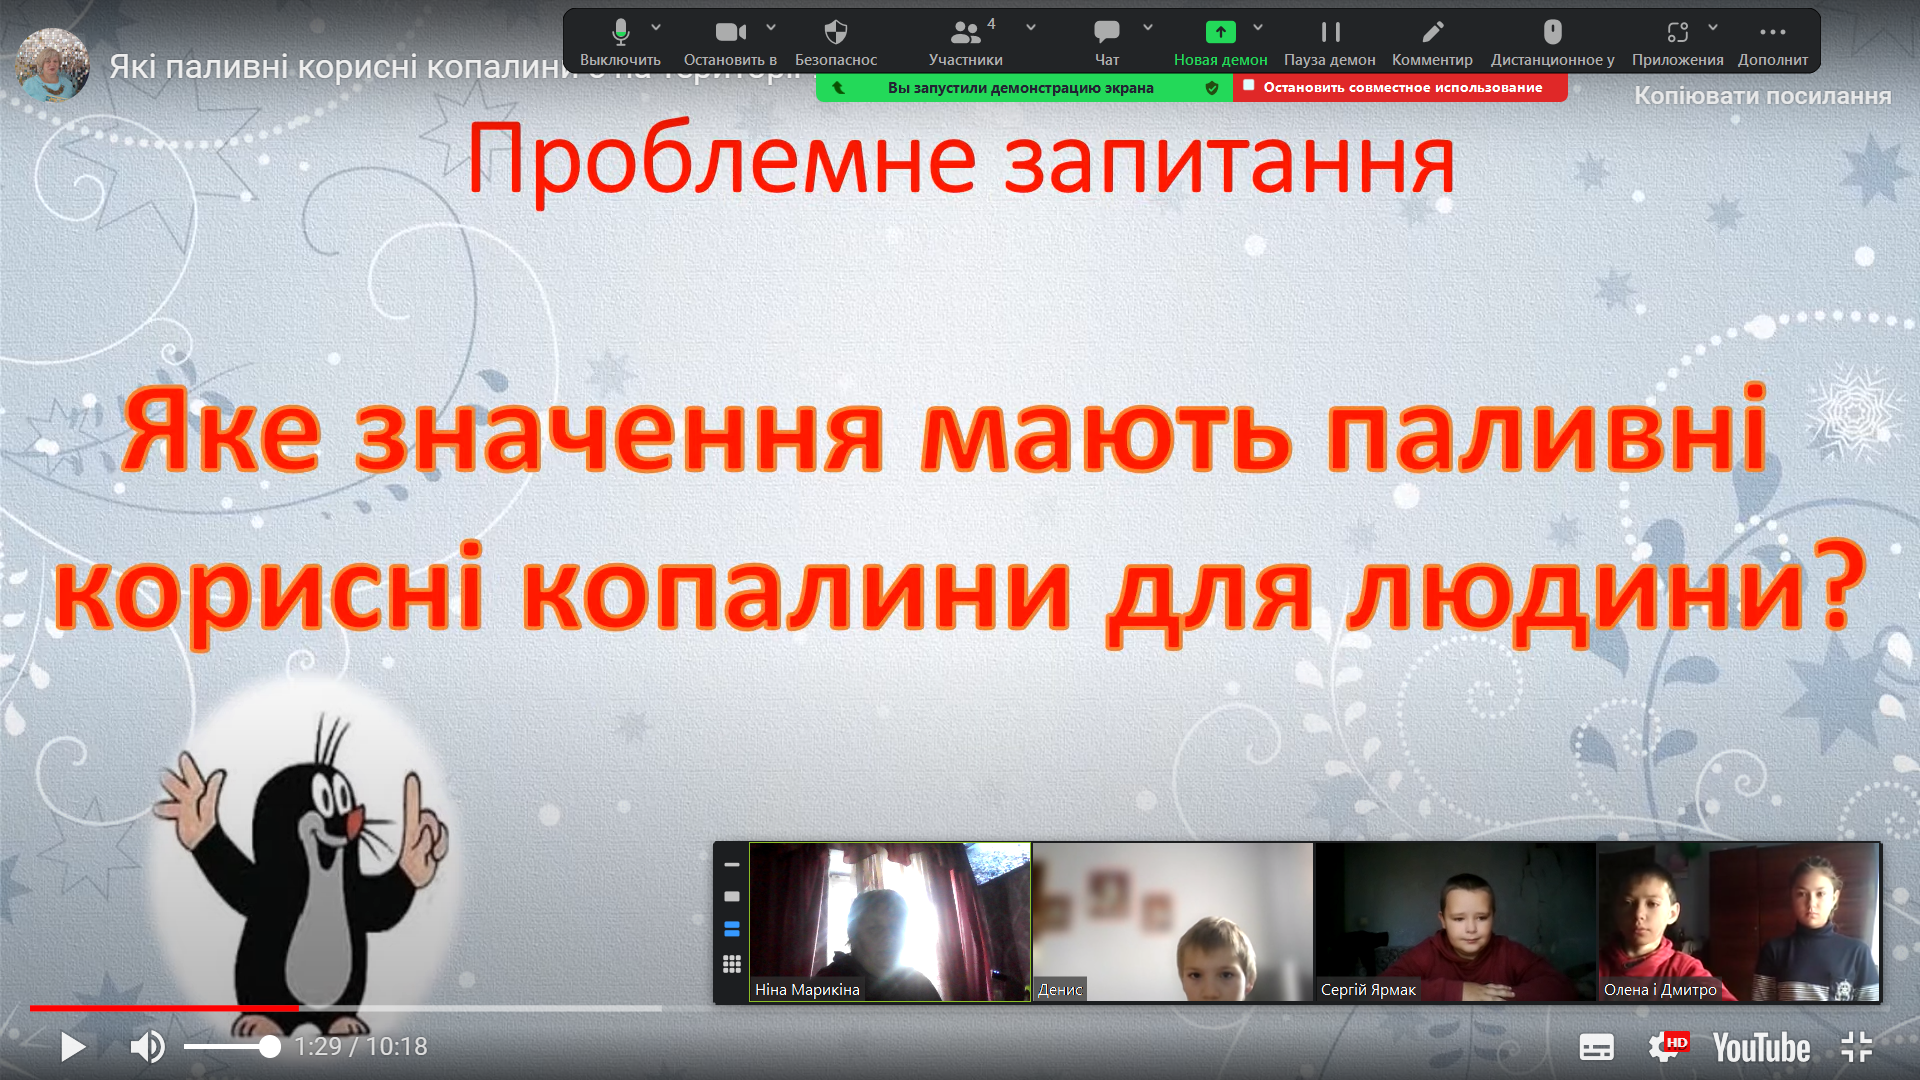 Які паливні корисні копалини є на території
Выключить
Остановить в
Безопаснос
Участники
4
Чат
Новая демон
Пауза демон
Комментир
Дистанционное у
Приложения
Дополнит
Вы запустили демонстрацию экрана
Остановить совместное использование
Копіювати посилання
Проблемне запитання
Яке значення мають паливні
корисні копалини для людини?
Ніна Марикіна
Денис
Сергій Ярмак
Олена і Дмитро
1:29 / 10:18
HD
YouTube